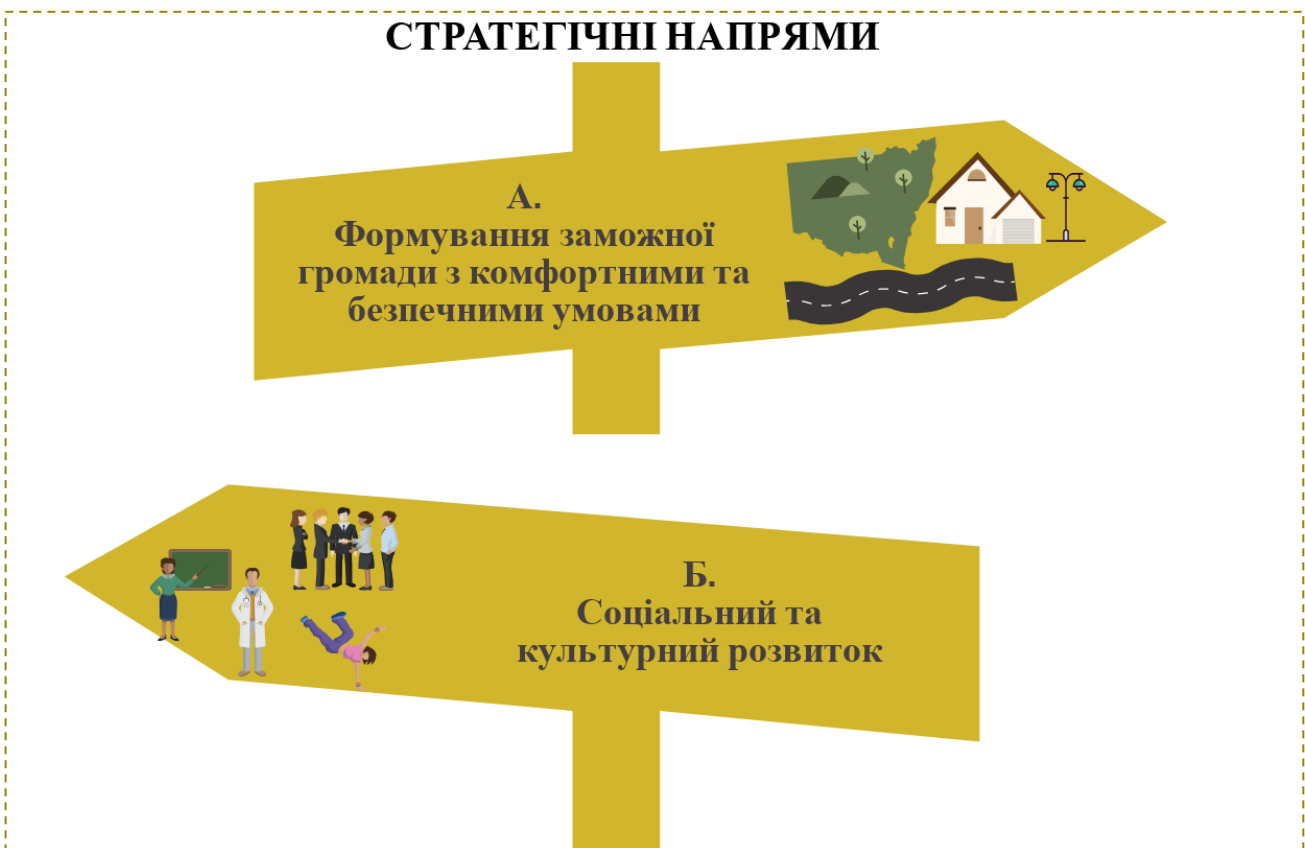 СТРАТЕГІЧНІ НАПРЯМИ
А.
Формування заможної
громади з комфортними та
безпечними умовами
Б.
Соціальний та
культурний розвиток